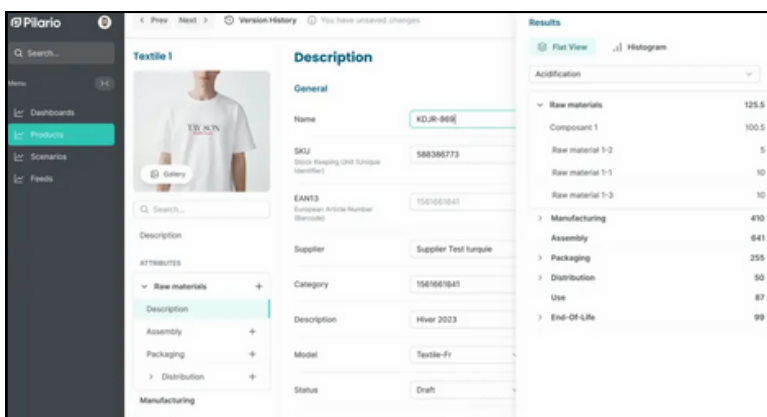 Pilario
Search...
Menu
Dashboards
Products
Scenarios
Feeds
Prev Next Version History You have unsaved changes
Textile 1
Gallery
Search...
Description
ATTRIBUTES
Raw materials +
Description
Assembly +
Packaging +
Distribution +
Manufacturing
Description
General
Name KDJR-869
SKU 588386773
Stock Keeping Unit (Unique
Identifier)
EAN13 1561661841
European Article Number
(Barcode)
Supplier Supplier Test turquie
Category 1561661841
Description Hiver 2023
Model Textile-Fr
Status Draft
Results
Flat View Histogram
Acidification
Raw materials 125.5
Composant 1 100.5
Raw material 1-2 5
Raw material 1-1 10
Raw material 1-3 10
Manufacturing 410
Assembly 641
Packaging 255
Distribution 50
Use 87
End-Of-Life 99